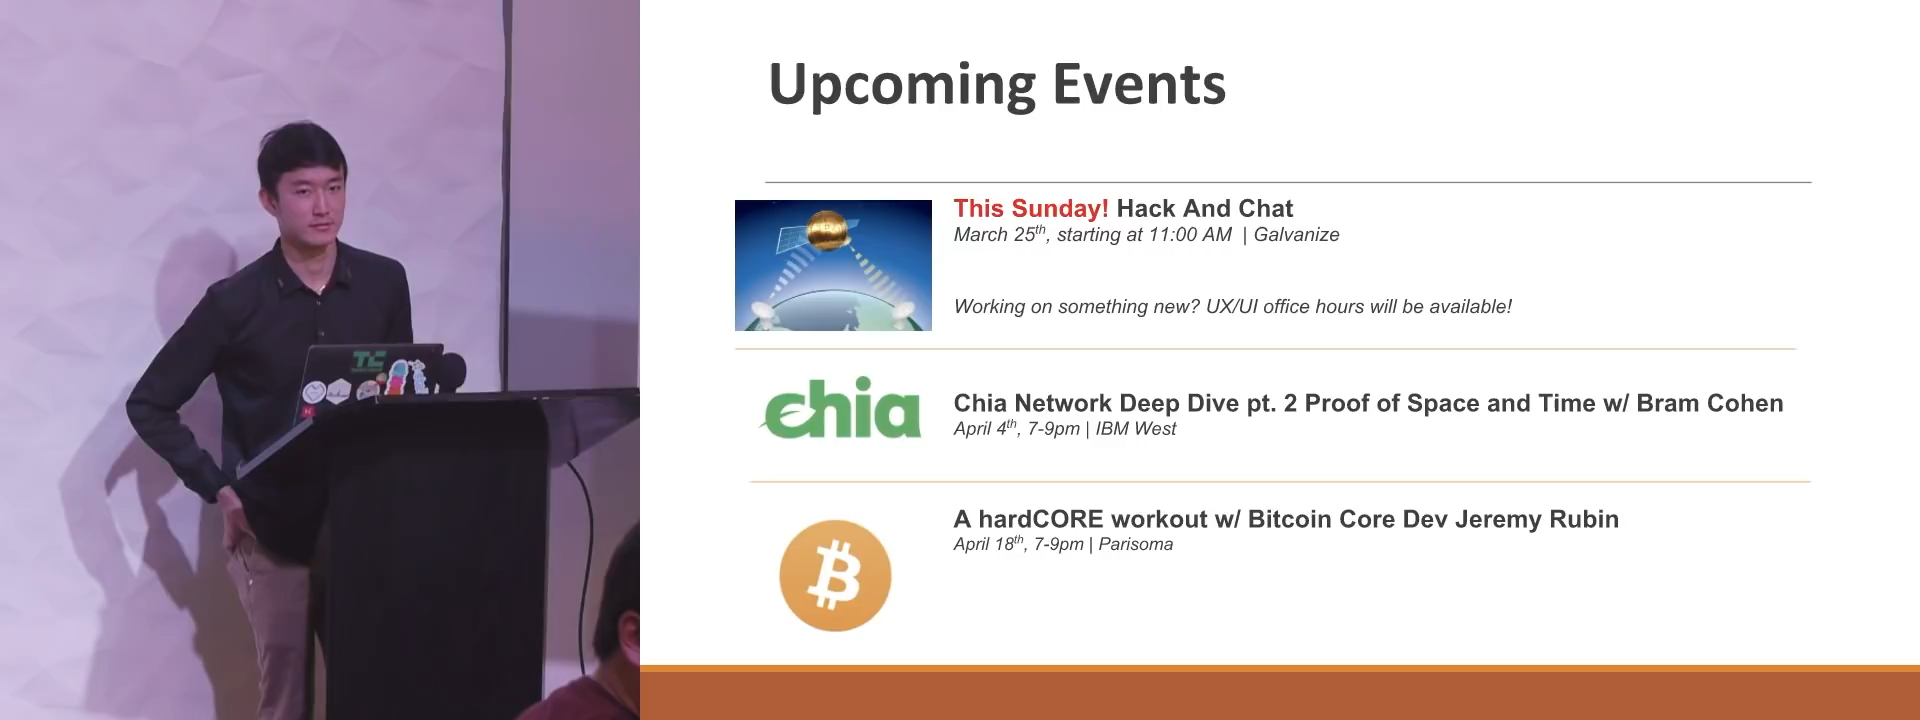 Upcoming Events
This Sunday! Hack And Chat
March 25th, starting at 11:00 AM | Galvanize
Working on something new? UX/UI office hours will be available!
chia
Chia Network Deep Dive pt. 2 Proof of Space and Time w/ Bram Cohen
April 4th, 7-9pm | IBM West
A hardCORE workout w/ Bitcoin Core Dev Jeremy Rubin
April 18th, 7-9pm | Parisoma
TC